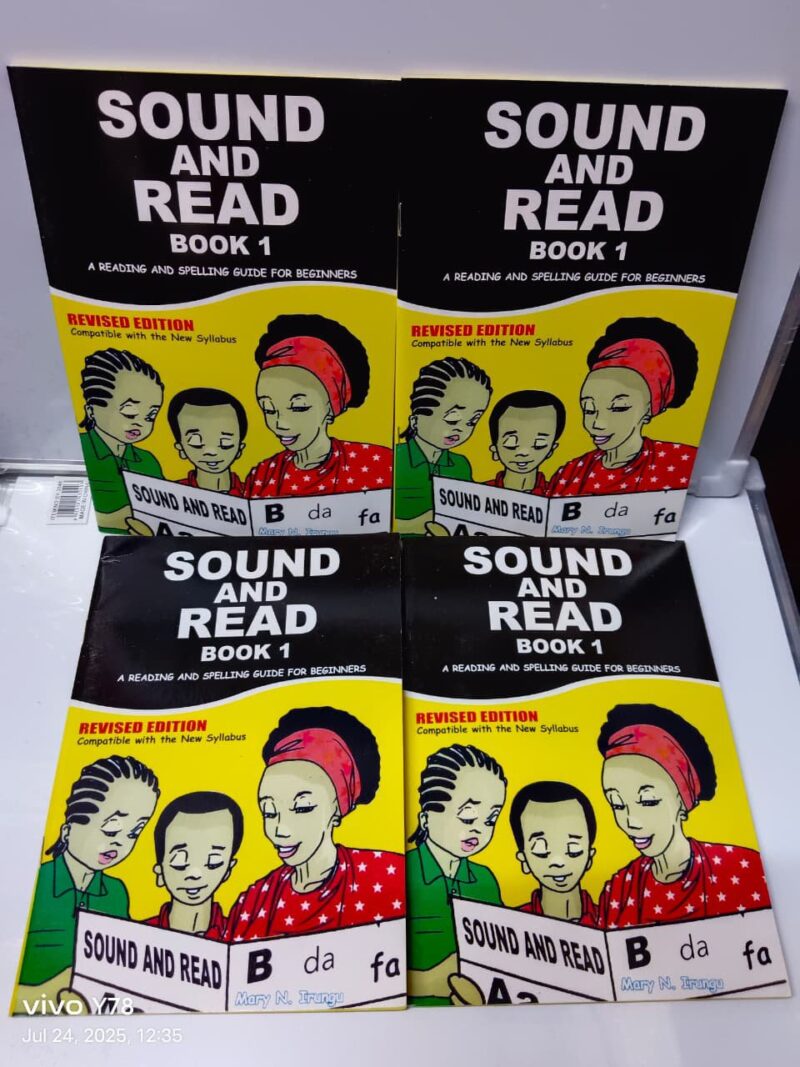 SOUND
AND
READ
BOOK 1
A READING AND SPELLING GUIDE FOR BEGINNERS
REVISED EDITION
Compatible with the New Syllabus
SOUND AND READ
B da fa
Aa
Mary N. Irungu
SOUND
AND
READ
BOOK 1
A READING AND SPELLING GUIDE FOR BEGINNERS
REVISED EDITION
Compatible with the New Syllabus
SOUND AND READ
B da fa
Mary N. Irungu
SOUND
AND
READ
BOOK 1
A READING AND SPELLING GUIDE FOR BEGINNERS
REVISED EDITION
Compatible with the New Syllabus
SOUND AND READ
B da fa
Mary N. Irungu
SOUND
AND
READ
BOOK 1
A READING AND SPELLING GUIDE FOR BEGINNERS
REVISED EDITION
Compatible with the New Syllabus
SOUND AND READ
B da fa
Aa
Mary N. Irungu
vivo Y78
Jul 24, 2025, 12:35